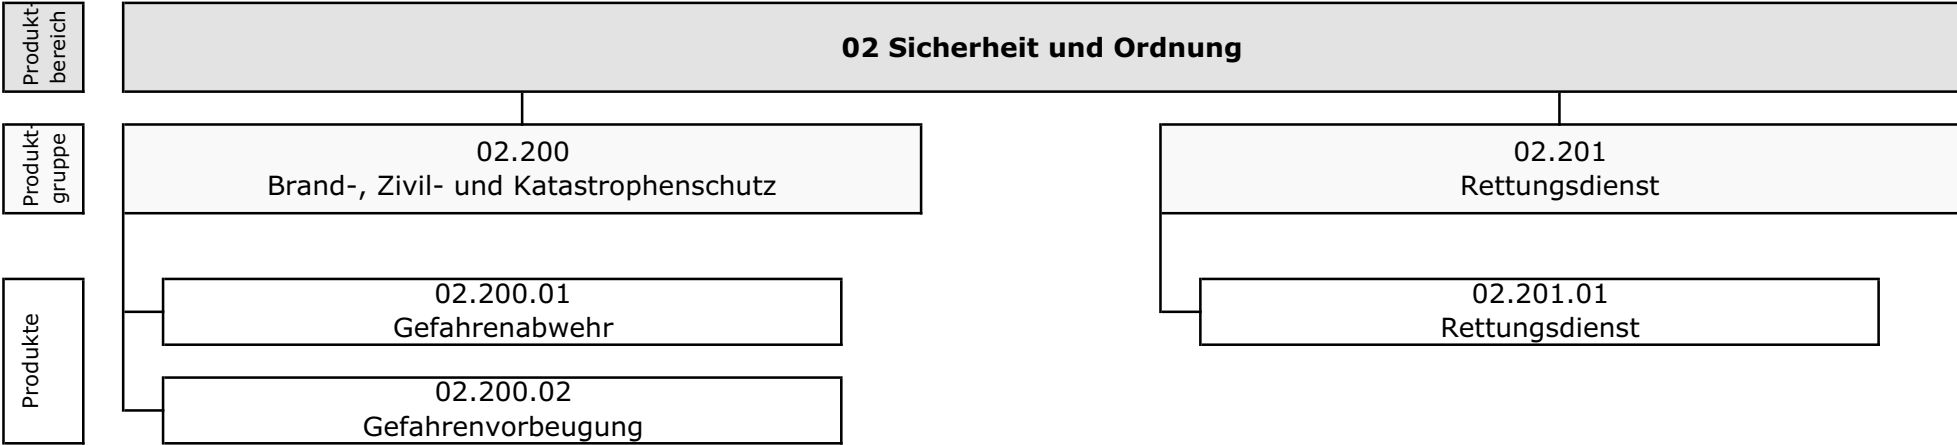 Produkt-
bereich
02 Sicherheit und Ordnung
Produkt-
gruppe
02.200
Brand-, Zivil- und Katastrophenschutz
02.201
Rettungsdienst
Produkte
02.200.01
Gefahrenabwehr
02.201.01
Rettungsdienst
02.200.02
Gefahrenvorbeugung